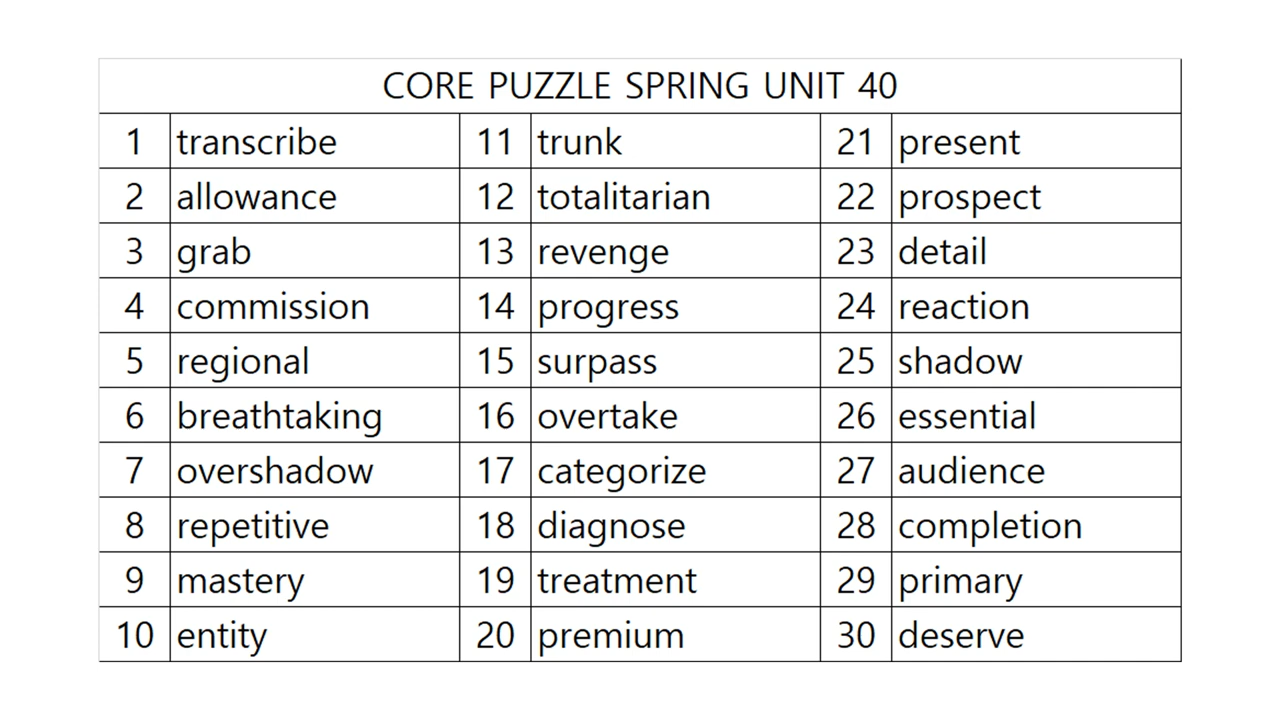 CORE PUZZLE SPRING UNIT 40
1 transcribe 11 trunk 21 present
2 allowance 12 totalitarian 22 prospect
3 grab 13 revenge 23 detail
4 commission 14 progress 24 reaction
5 regional 15 surpass 25 shadow
6 breathtaking 16 overtake 26 essential
7 overshadow 17 categorize 27 audience
8 repetitive 18 diagnose 28 completion
9 mastery 19 treatment 29 primary
10 entity 20 premium 30 deserve